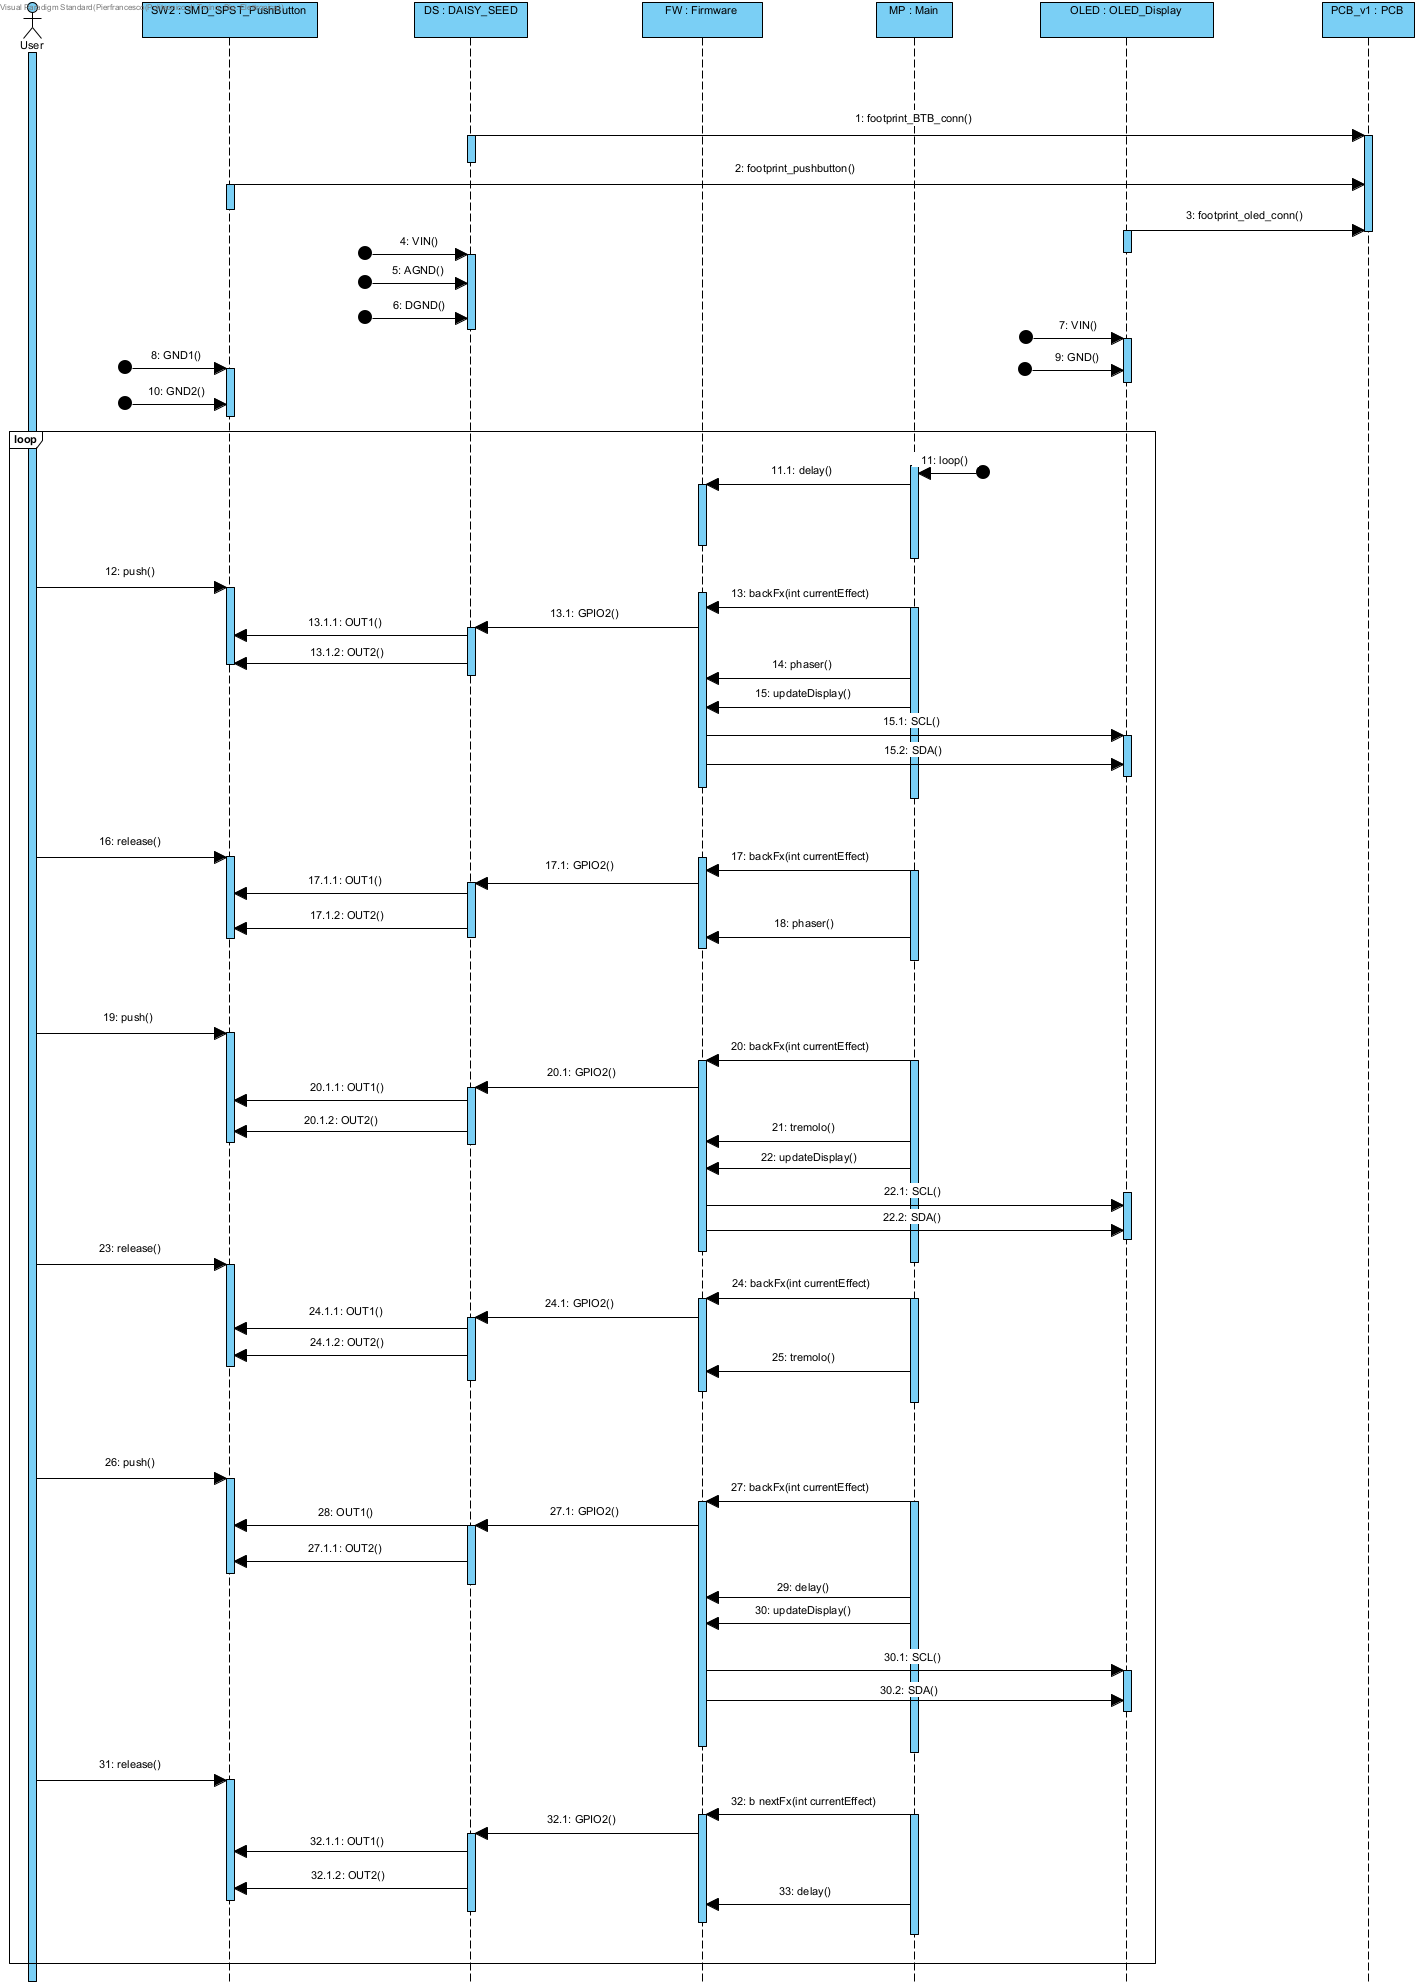 Visual Paradigm Standard
User
SW2 : SMD_SPST_PushButton
DS : DAISY_SEED
FW : Firmware
MP : Main
OLED : OLED_Display
PCB_v1 : PCB
1: footprint_BTB_conn()
2: footprint_pushbutton()
3: footprint_oled_conn()
4: VIN()
5: AGND()
6: DGND()
7: VIN()
8: GND1()
9: GND()
10: GND2()
loop
11: loop()
11.1: delay()
12: push()
13: backFx(int currentEffect)
13.1: GPIO2()
13.1.1: OUT1()
13.1.2: OUT2()
14: phaser()
15: updateDisplay()
15.1: SCL()
15.2: SDA()
16: release()
17: backFx(int currentEffect)
17.1: GPIO2()
17.1.1: OUT1()
17.1.2: OUT2()
18: phaser()
19: push()
20: backFx(int currentEffect)
20.1: GPIO2()
20.1.1: OUT1()
20.1.2: OUT2()
21: tremolo()
22: updateDisplay()
22.1: SCL()
22.2: SDA()
23: release()
24: backFx(int currentEffect)
24.1: GPIO2()
24.1.1: OUT1()
24.1.2: OUT2()
25: tremolo()
26: push()
27: backFx(int currentEffect)
27.1: GPIO2()
28: OUT1()
27.1.1: OUT2()
29: delay()
30: updateDisplay()
30.1: SCL()
30.2: SDA()
31: release()
32: b nextFx(int currentEffect)
32.1: GPIO2()
32.1.1: OUT1()
32.1.2: OUT2()
33: delay()